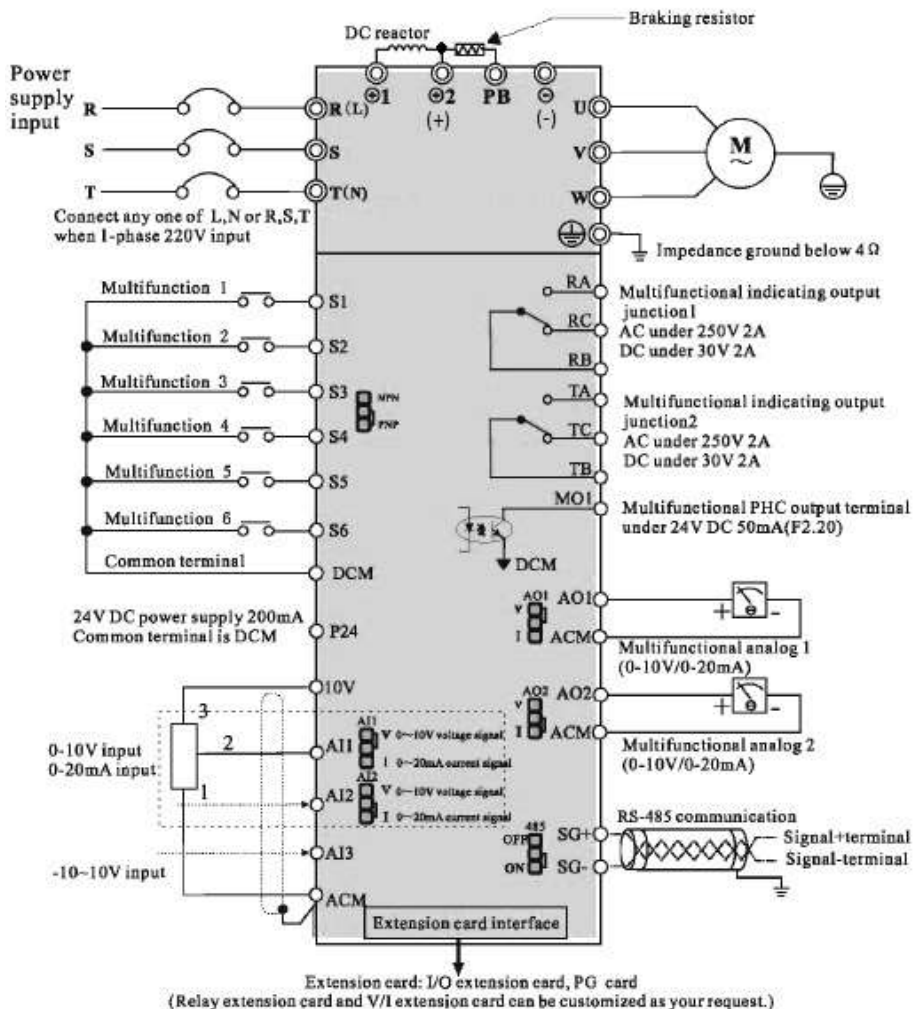 Braking resistor
DC reactor
Power supply input
⊕1
⊕2
(+)
PB
⊖
(-)
R
R(L)
S
S
T
T(N)
Connect any one of L,N or R,S,T
when 1-phase 220V input
U
V
W
M
~
Impedance ground below 4Ω
Multifunction 1
S1
Multifunction 2
S2
Multifunction 3
S3
Multifunction 4
S4
Multifunction 5
S5
Multifunction 6
S6
Common terminal
DCM
NPN
PNP
24V DC power supply 200mA
Common terminal is DCM
P24
RA
RC
RB
Multifunctional indicating output
junction1
AC under 250V 2A
DC under 30V 2A
TA
TC
TB
Multifunctional indicating output
junction2
AC under 250V 2A
DC under 30V 2A
MO1
Multifunctional PHC output terminal
under 24V DC 50mA(F2.20)
DCM
AO1
V
I
AO1
ACM
+
-
Multifunctional analog 1
(0-10V/0-20mA)
AO2
V
I
AO2
ACM
+
-
Multifunctional analog 2
(0-10V/0-20mA)
10V
3
2
1
0-10V input
0-20mA input
AI1
AI1
V 0~10V voltage signal
I 0~20mA current signal
AI2
AI2
V 0~10V voltage signal
I 0~20mA current signal
AI3
-10~10V input
ACM
485
OFF
ON
SG+
SG-
RS-485 communication
Signal+terminal
Signal-terminal
Extension card interface
Extension card: I/O extension card, PG card
(Relay extension card and V/I extension card can be customized as your request.)